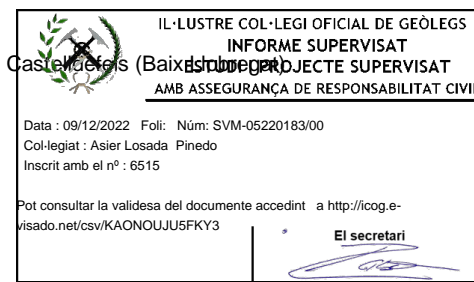 IL·LUSTRE COL·LEGI OFICIAL DE GEÒLEGS
INFORME SUPERVISAT
Castelldefels (Baix Llobregat)
ESTUDI I PROJECTE SUPERVISAT
AMB ASSEGURANÇA DE RESPONSABILITAT CIVIL
Data : 09/12/2022 Foli: Núm: SVM-05220183/00
Col·legiat : Asier Losada Pinedo
Inscrit amb el nº : 6515
Pot consultar la validesa del documente accedint a http://icog.e-
visado.net/csv/KAONOUJU5FKY3
El secretari